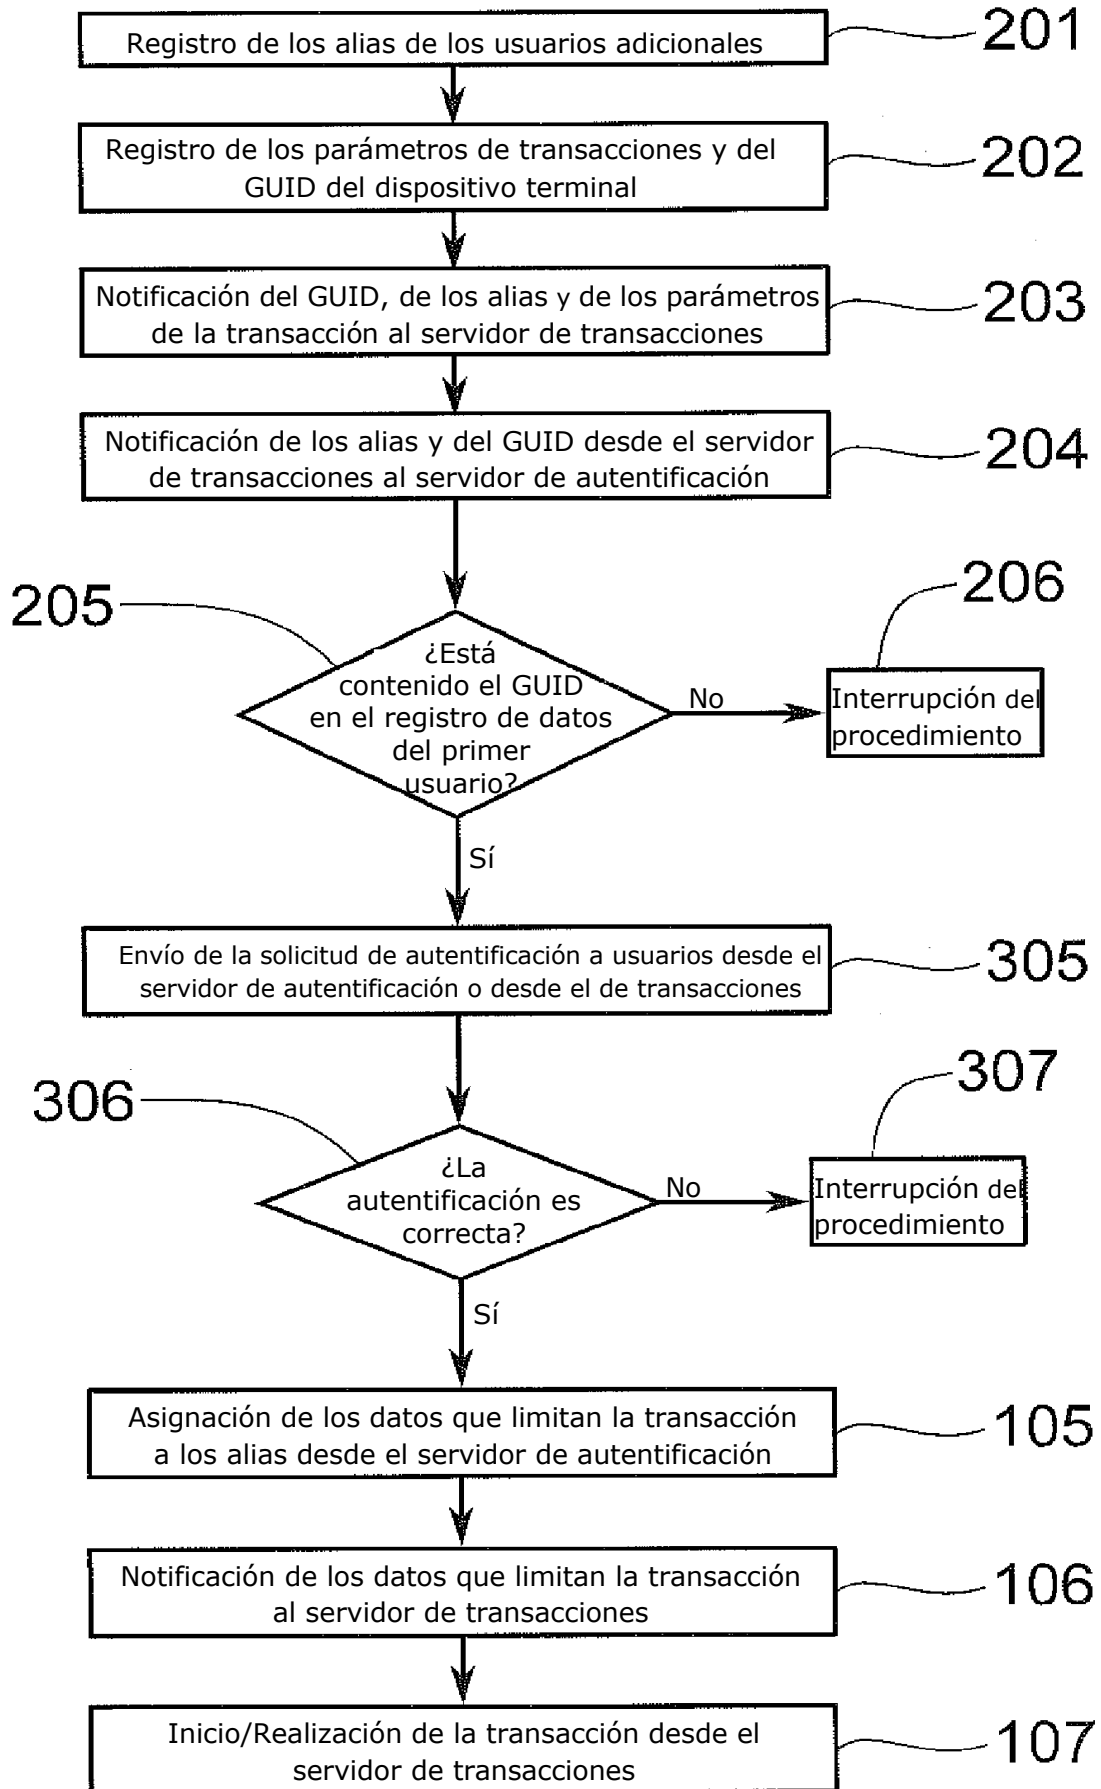 Registro de los alias de los usuarios adicionales
201
Registro de los parámetros de transacciones y del
GUID del dispositivo terminal
202
Notificación del GUID, de los alias y de los parámetros
de la transacción al servidor de transacciones
203
Notificación de los alias y del GUID desde el servidor
de transacciones al servidor de autentificación
204
205
¿Está
contenido el GUID
en el registro de datos
del primer
usuario?
No
206
Interrupción del
procedimiento
Sí
Envío de la solicitud de autentificación a usuarios desde el
servidor de autentificación o desde el de transacciones
305
306
¿La
autentificación es
correcta?
No
307
Interrupción del
procedimiento
Sí
Asignación de los datos que limitan la transacción
a los alias desde el servidor de autentificación
105
Notificación de los datos que limitan la transacción
al servidor de transacciones
106
Inicio/Realización de la transacción desde el
servidor de transacciones
107